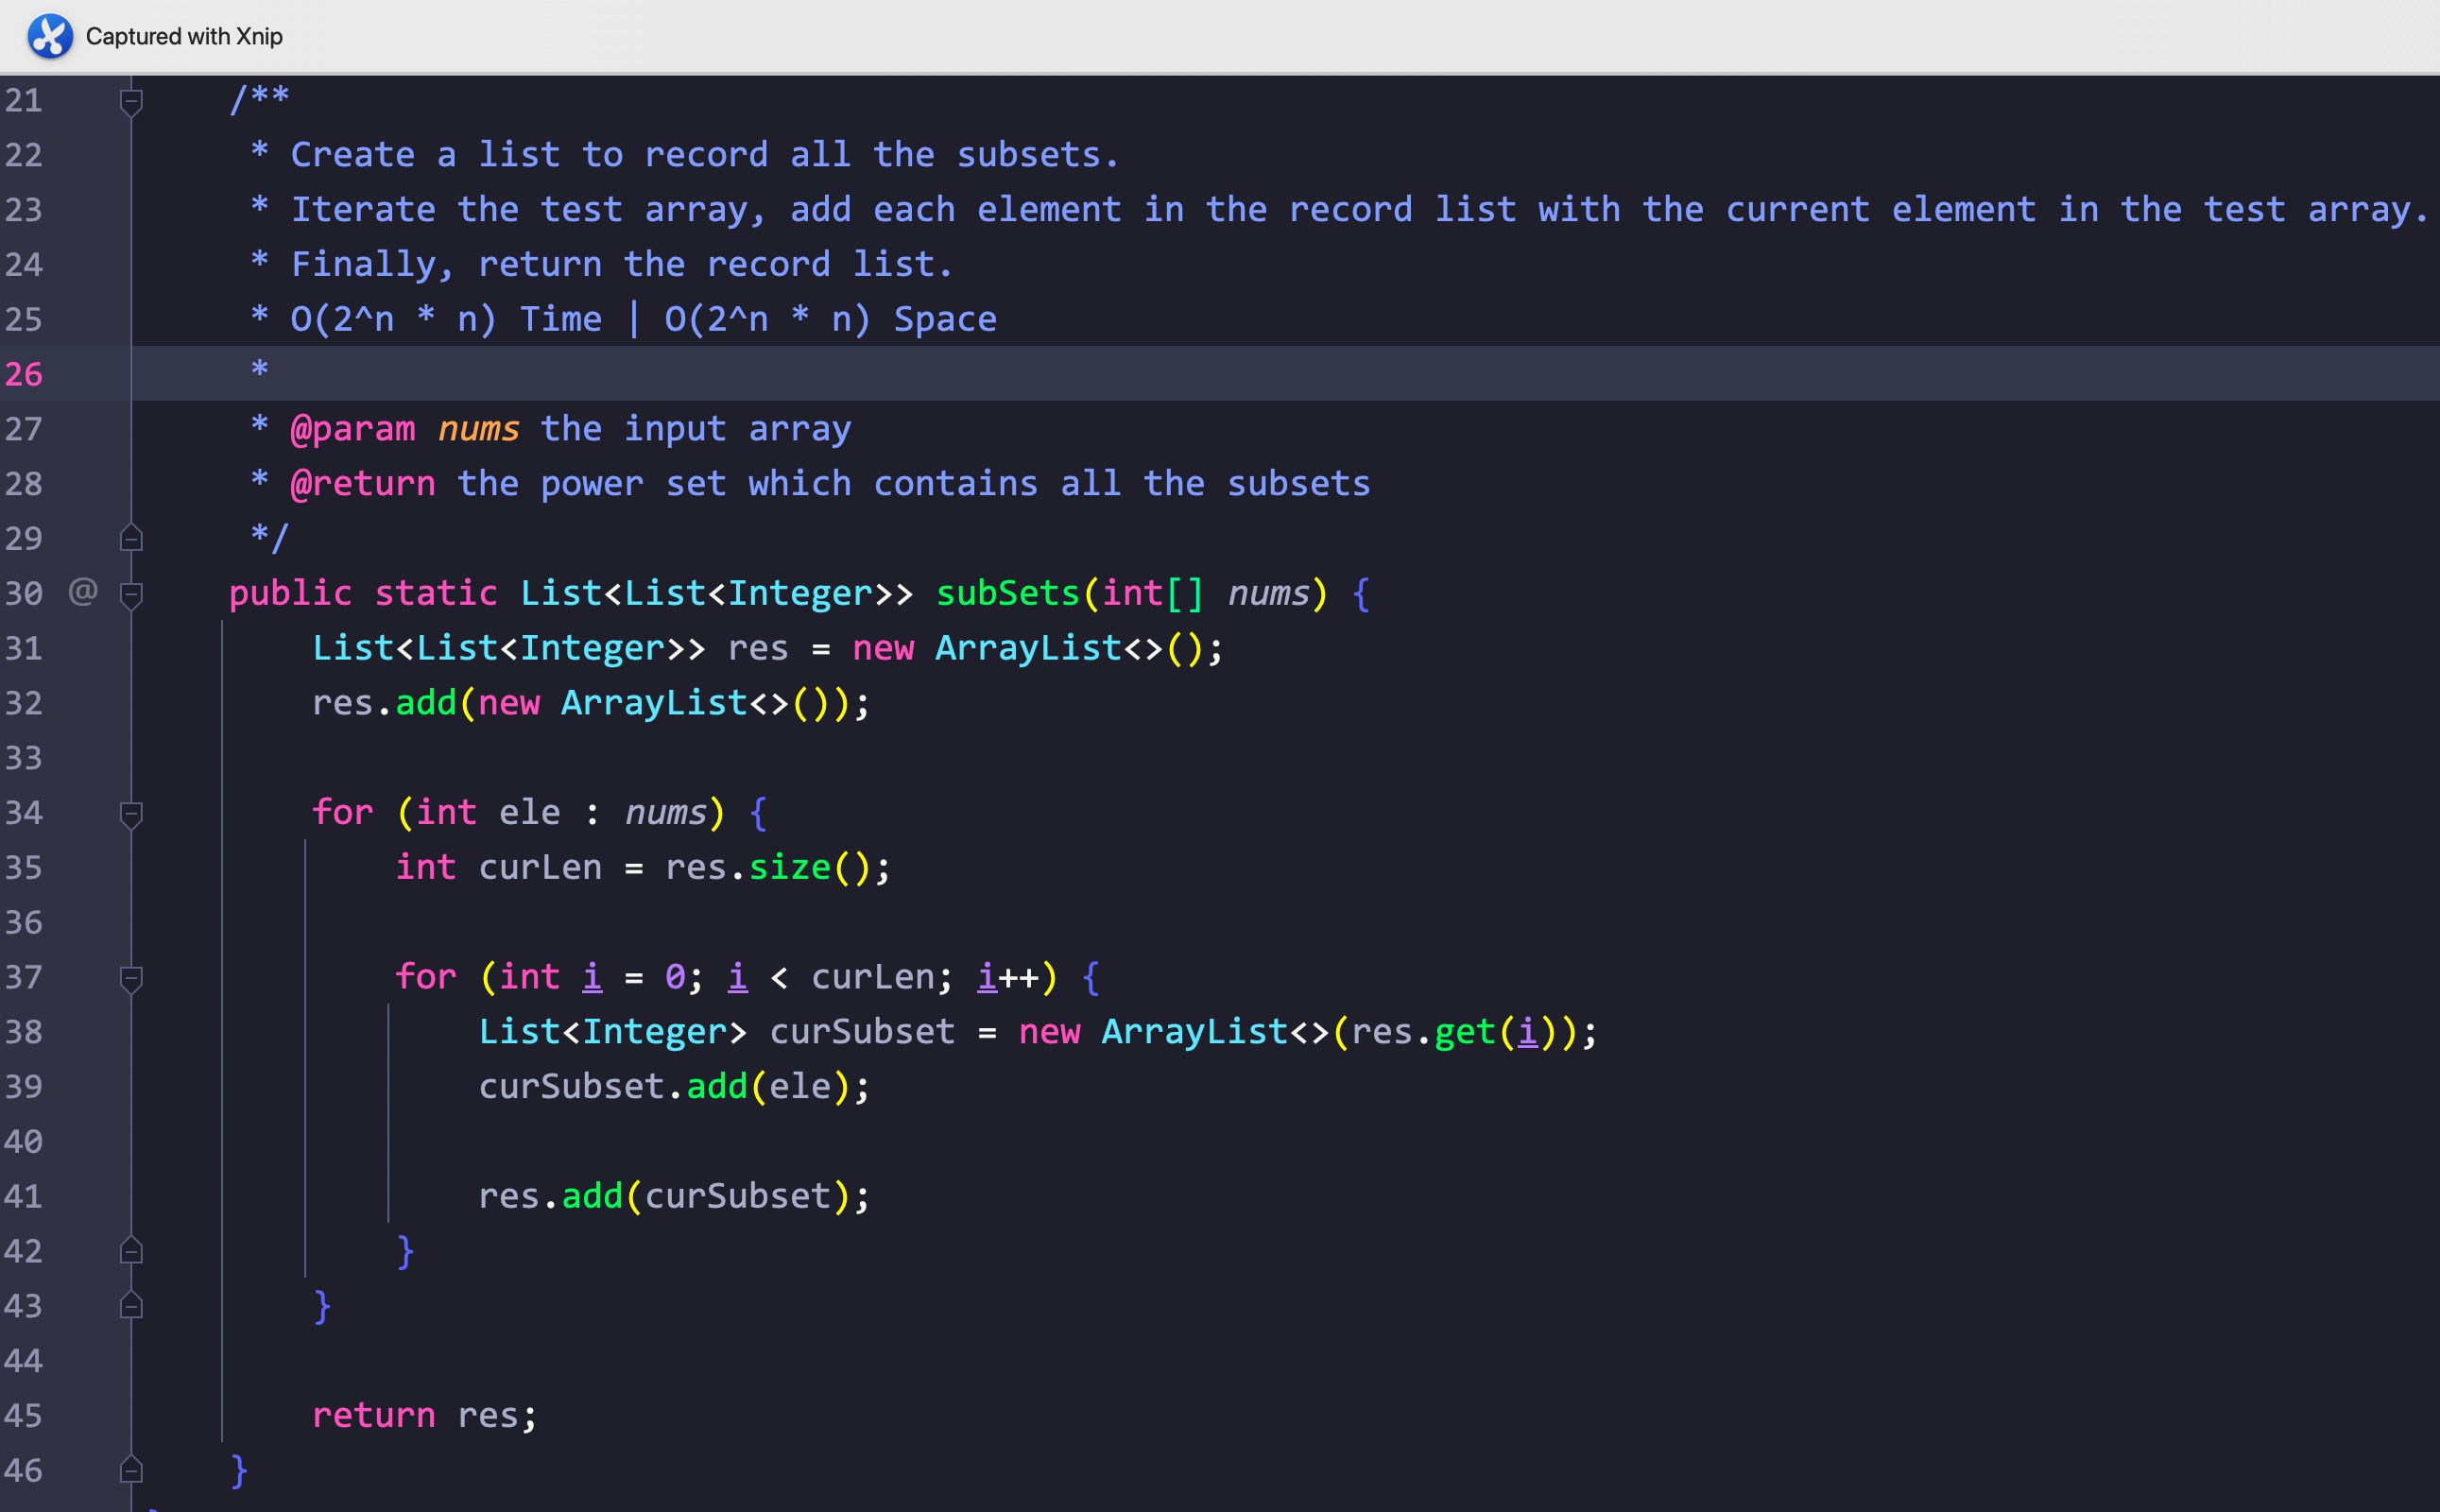 Captured with Xnip
21 /**
22 * Create a list to record all the subsets.
23 * Iterate the test array, add each element in the record list with the current element in the test array.
24 * Finally, return the record list.
25 * O(2^n * n) Time | O(2^n * n) Space
26 *
27 * @param nums the input array
28 * @return the power set which contains all the subsets
29 */
30 @ public static List<List<Integer>> subSets(int[] nums) {
31 List<List<Integer>> res = new ArrayList<>();
32 res.add(new ArrayList<>());
33
34 for (int ele : nums) {
35 int curLen = res.size();
36
37 for (int i = 0; i < curLen; i++) {
38 List<Integer> curSubset = new ArrayList<>(res.get(i));
39 curSubset.add(ele);
40
41 res.add(curSubset);
42 }
43 }
44
45 return res;
46 }